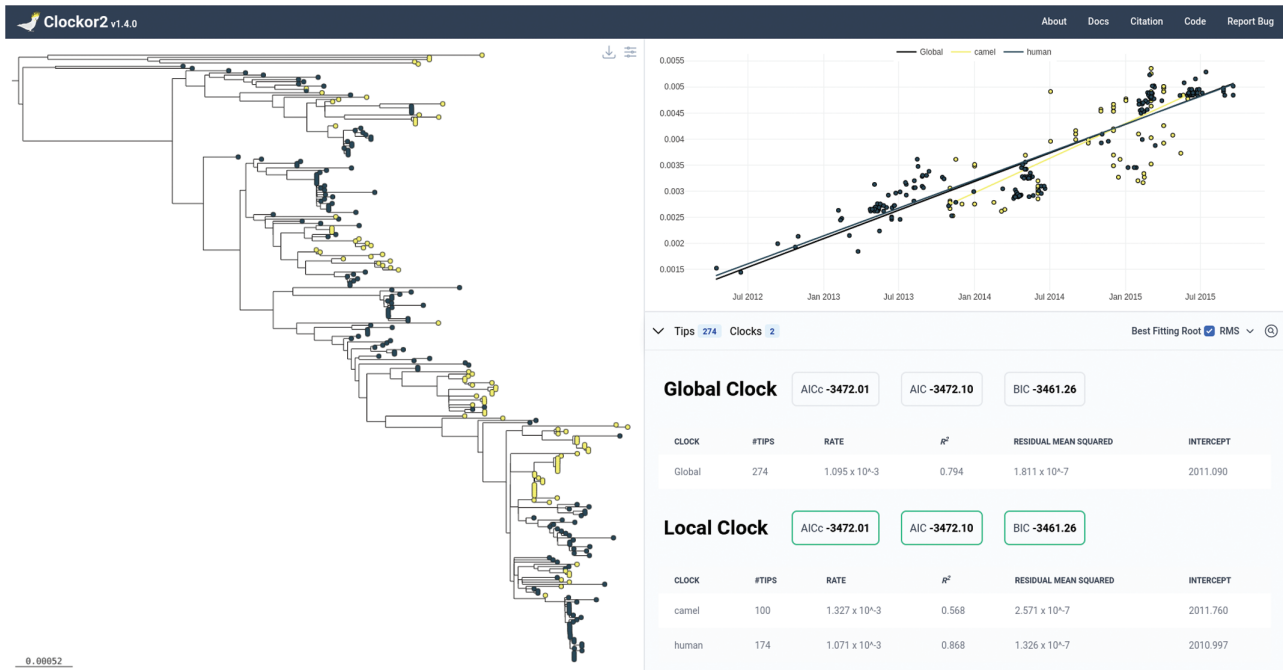 Clockor2 v1.4.0
About Docs Citation Code Report Bug
Global camel human
0.0055
0.005
0.0045
0.004
0.0035
0.003
0.0025
0.002
0.0015
Jul 2012 Jan 2013 Jul 2013 Jan 2014 Jul 2014 Jan 2015 Jul 2015
Tips 274 Clocks 2 Best Fitting Root RMS
Global Clock AICc -3472.01 AIC -3472.10 BIC -3461.26
CLOCK #TIPS RATE R² RESIDUAL MEAN SQUARED INTERCEPT
Global 274 1.095 x 10^-3 0.794 1.811 x 10^-7 2011.090
Local Clock AICc -3472.01 AIC -3472.10 BIC -3461.26
CLOCK #TIPS RATE R² RESIDUAL MEAN SQUARED INTERCEPT
camel 100 1.327 x 10^-3 0.568 2.571 x 10^-7 2011.760
human 174 1.071 x 10^-3 0.868 1.326 x 10^-7 2010.997
0.00052